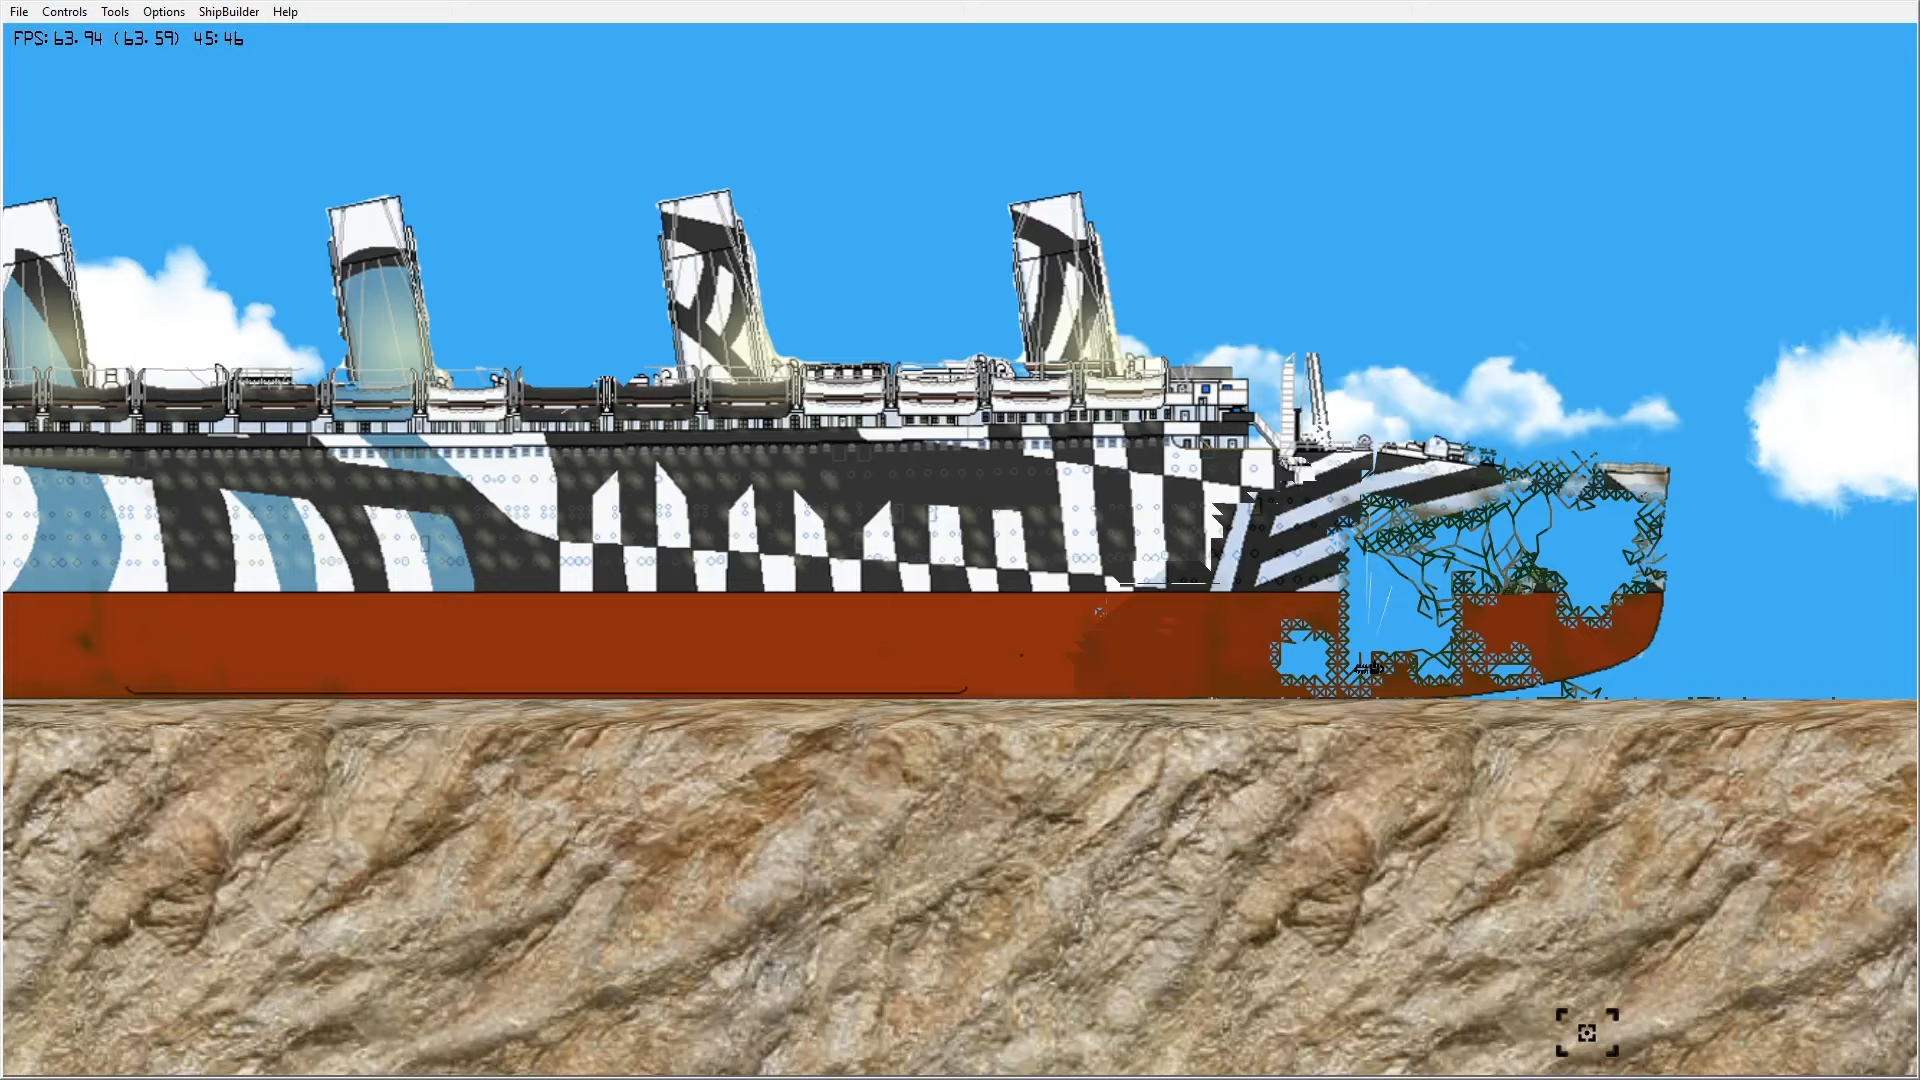 File Controls Tools Options ShipBuilder Help
FPS: 63.94 (63.59) 45:46